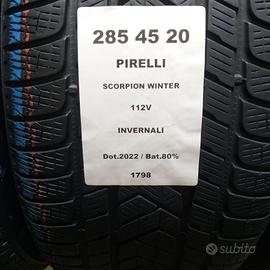 285 45 20
PIRELLI
SCORPION WINTER
112V
INVERNALI
Dot.2022 / Bat.80%
1798
subito